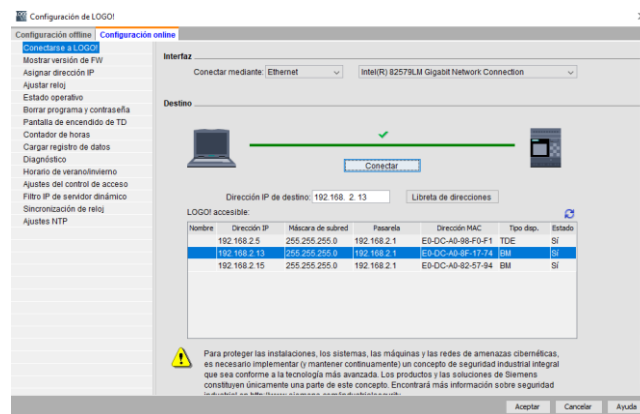 Configuración de LOGO!
Configuración offline Configuración online
Conectarse a LOGO!
Mostrar versión de FW
Asignar dirección IP
Ajustar reloj
Estado operativo
Borrar programa y contraseña
Pantalla de encendido de TD
Contador de horas
Cargar registro de datos
Diagnóstico
Horario de verano/invierno
Ajustes del control de acceso
Filtro IP de servidor dinámico
Sincronización de reloj
Ajustes NTP
Interfaz
Conectar mediante: Ethernet Intel(R) 82579LM Gigabit Network Connection
Destino
Conectar
Dirección IP de destino: 192.168. 2. 13 Libreta de direcciones
LOGO! accesible:
Nombre Dirección IP Máscara de subred Pasarela Dirección MAC Tipo disp. Estado
192.168.2.5 255.255.255.0 192.168.2.1 E0-DC-A0-98-F0-F1 TDE Sí
192.168.2.13 255.255.255.0 192.168.2.1 E0-DC-A0-8F-17-74 BM Sí
192.168.2.15 255.255.255.0 192.168.2.1 E0-DC-A0-82-57-94 BM Sí
Para proteger las instalaciones, los sistemas, las máquinas y las redes de amenazas cibernéticas,
es necesario implementar (y mantener continuamente) un concepto de seguridad industrial integral
que sea conforme a la tecnología más avanzada. Los productos y las soluciones de Siemens
constituyen únicamente una parte de este concepto. Encontrará más información sobre seguridad
Aceptar Cancelar Ayuda